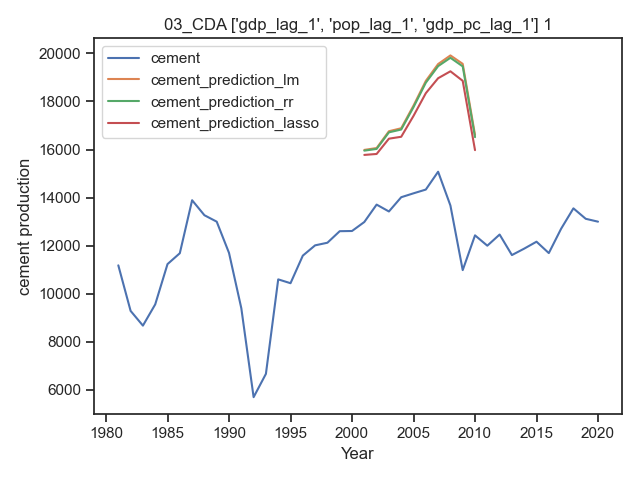 03_CDA ['gdp_lag_1', 'pop_lag_1', 'gdp_pc_lag_1'] 1
cement
cement_prediction_lm
cement_prediction_rr
cement_prediction_lasso
20000
18000
16000
14000
12000
10000
8000
6000
cement production
1980
1985
1990
1995
2000
2005
2010
2015
2020
Year